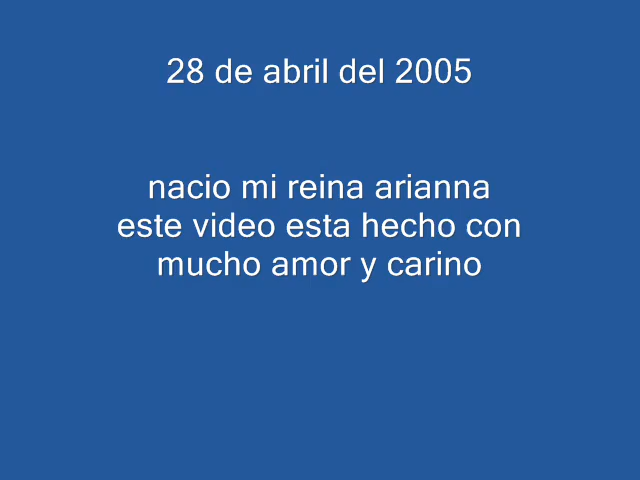 28 de abril del 2005
nacio mi reina arianna
este video esta hecho con
mucho amor y carino